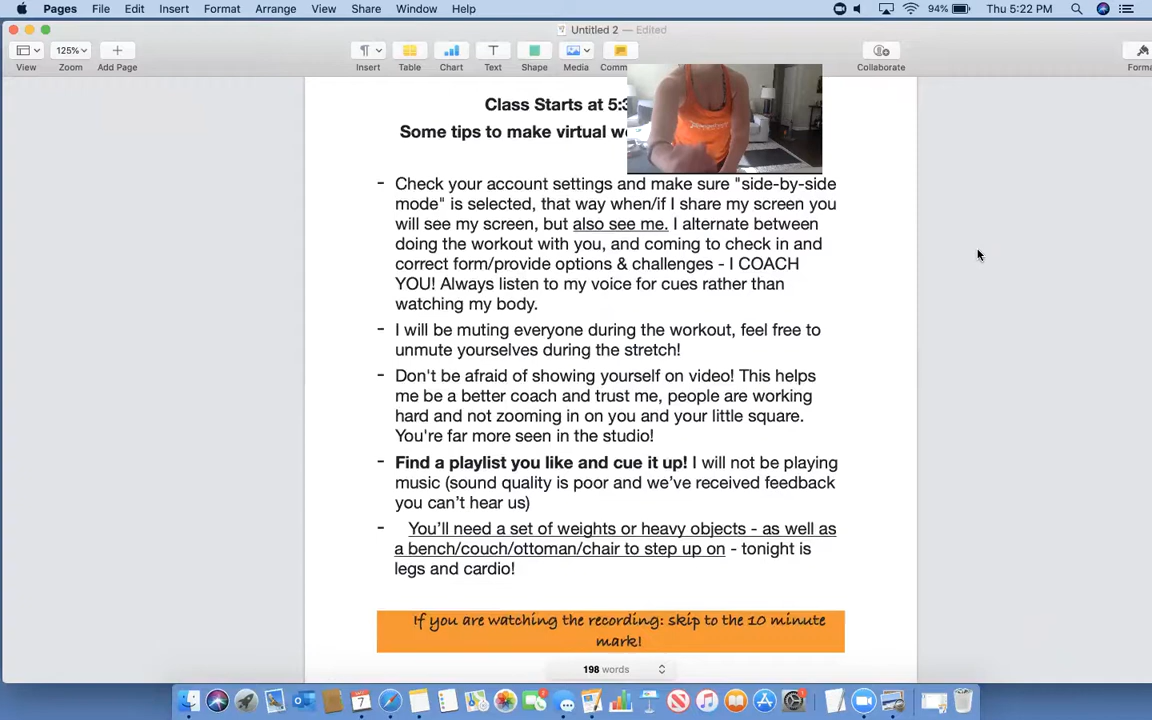 Pages File Edit Insert Format Arrange View Share Window Help 94% Thu 5:22 PM
Untitled 2 — Edited
125%
View Zoom Add Page Insert Table Chart Text Shape Media Comm Collaborate Forma
Class Starts at 5:3
Some tips to make virtual w
- Check your account settings and make sure "side-by-side
mode" is selected, that way when/if I share my screen you
will see my screen, but also see me. I alternate between
doing the workout with you, and coming to check in and
correct form/provide options & challenges - I COACH
YOU! Always listen to my voice for cues rather than
watching my body.
- I will be muting everyone during the workout, feel free to
unmute yourselves during the stretch!
- Don't be afraid of showing yourself on video! This helps
me be a better coach and trust me, people are working
hard and not zooming in on you and your little square.
You're far more seen in the studio!
- Find a playlist you like and cue it up! I will not be playing
music (sound quality is poor and we've received feedback
you can't hear us)
- You'll need a set of weights or heavy objects - as well as
a bench/couch/ottoman/chair to step up on - tonight is
legs and cardio!
If you are watching the recording: skip to the 10 minute
mark!
198 words